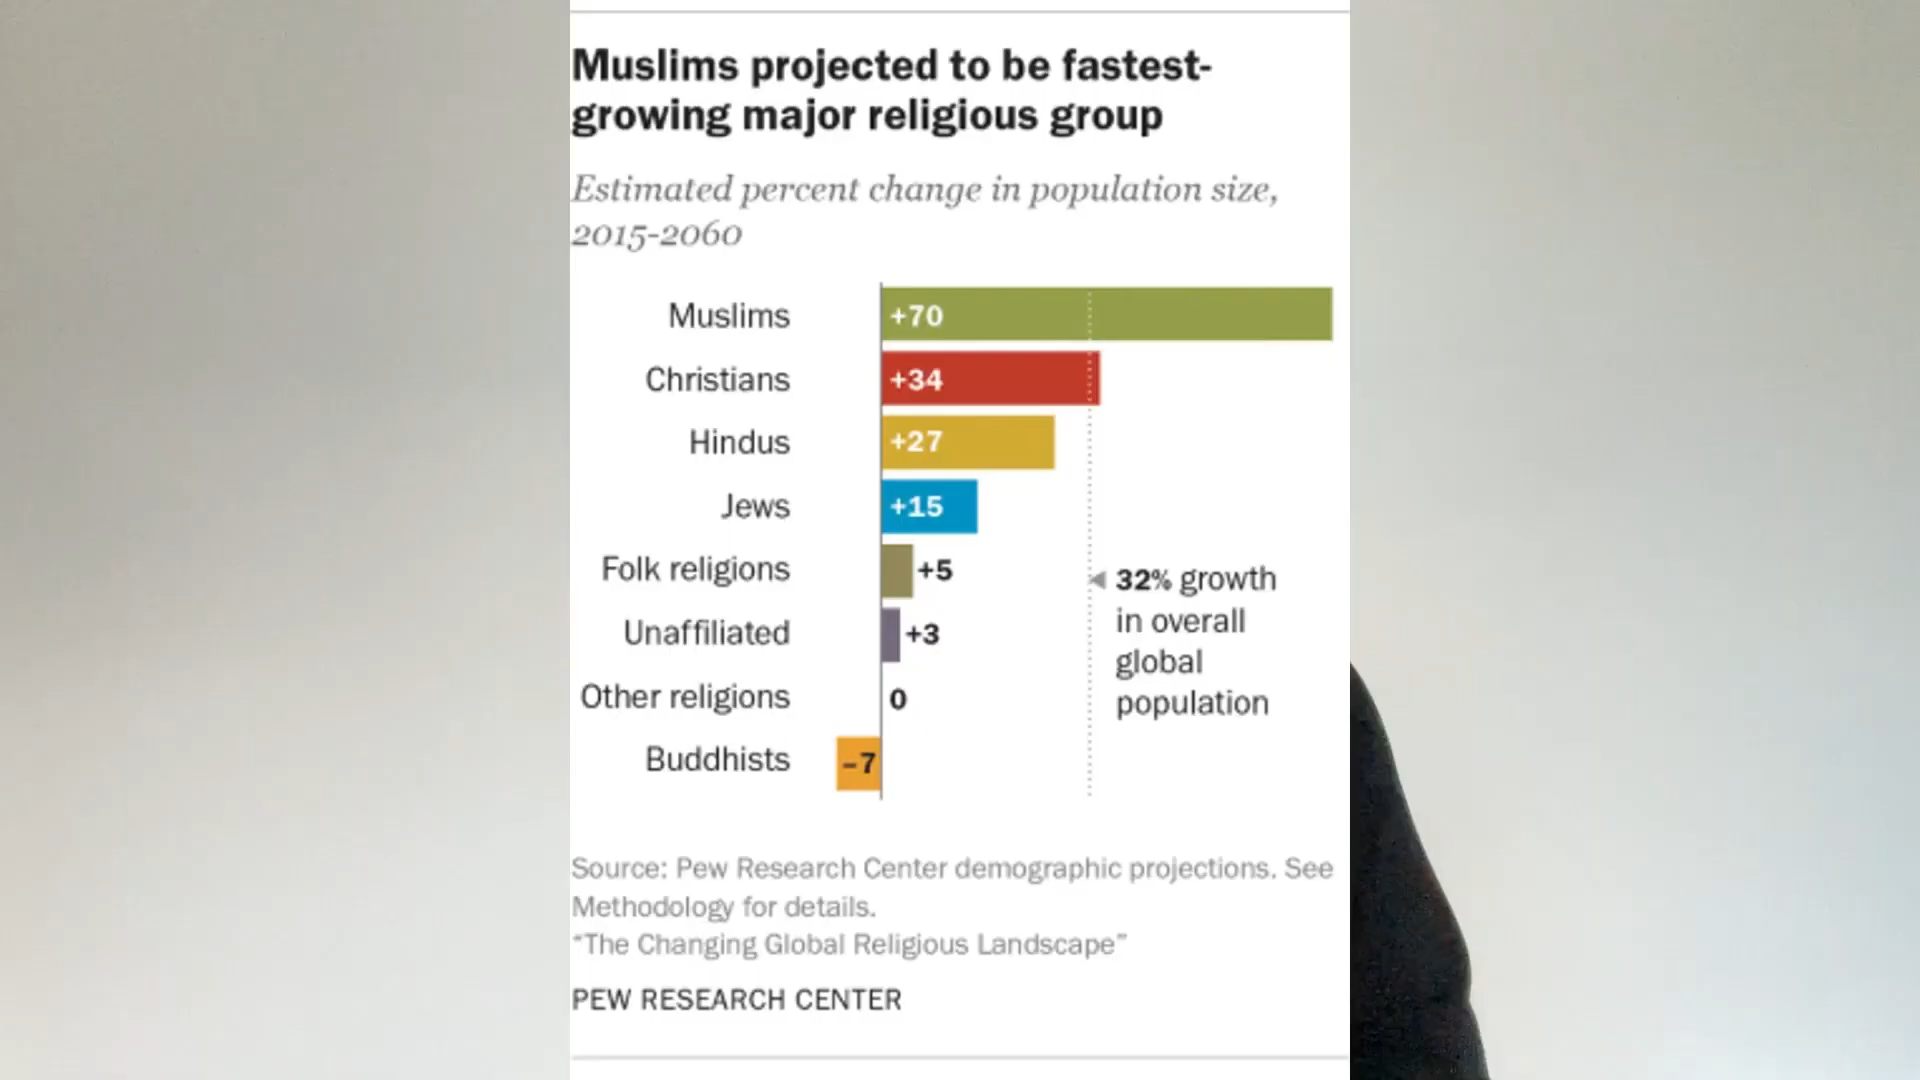 Muslims projected to be fastest-
growing major religious group
Estimated percent change in population size,
2015-2060
Muslims +70
Christians +34
Hindus +27
Jews +15
Folk religions +5
Unaffiliated +3
Other religions 0
Buddhists –7
◀ 32% growth
in overall
global
population
Source: Pew Research Center demographic projections. See
Methodology for details.
“The Changing Global Religious Landscape”
PEW RESEARCH CENTER